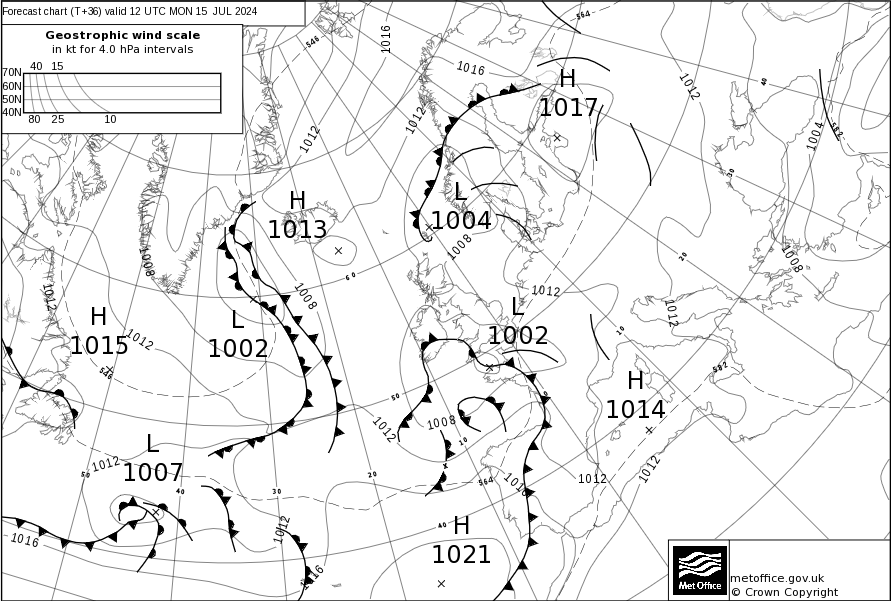 Forecast chart (T+36) valid 12 UTC MON 15 JUL 2024
Geostrophic wind scale
in kt for 4.0 hPa intervals
40 15
70N
60N
50N
40N
80 25 10
546
1016
564
1016
H
1017
1012
40
1012
1012
1004
582
30
L
1004
H
1013
1008
1008
1008
20
60
1012
1008
1012
L
1002
1012
H
1015
1012
L
1002
10
546
582
H
1014
50
0
1012
1008
10
L
1007
1012
50
20
564
1016
1012
1012
40
30
40
H
1021
1012
1016
1016
Met Office
metoffice.gov.uk
© Crown Copyright